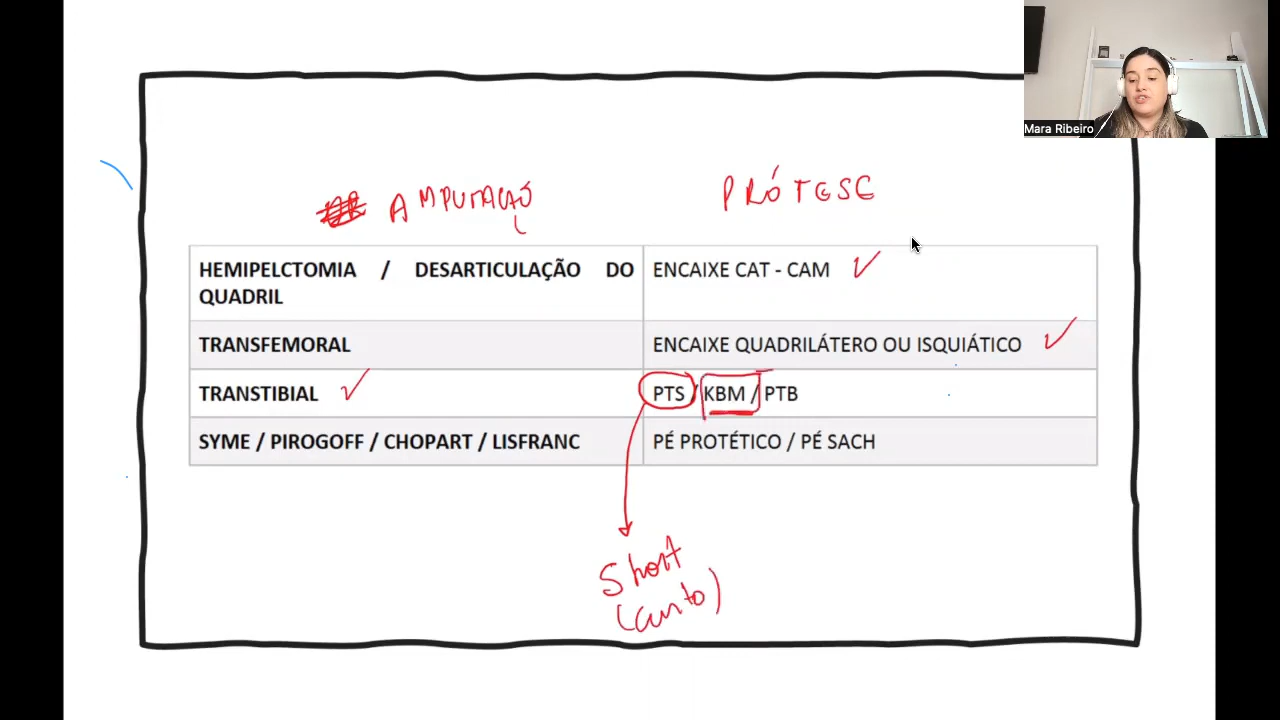 Mara Ribeiro
AMPUTAÇÃO
PRÓTESE
HEMIPELCTOMIA / DESARTICULAÇÃO DO QUADRIL
ENCAIXE CAT - CAM
TRANSFEMORAL
ENCAIXE QUADRILÁTERO OU ISQUIÁTICO
TRANSTIBIAL
PTS / KBM / PTB
SYME / PIROGOFF / CHOPART / LISFRANC
PÉ PROTÉTICO / PÉ SACH
Short
(curto)